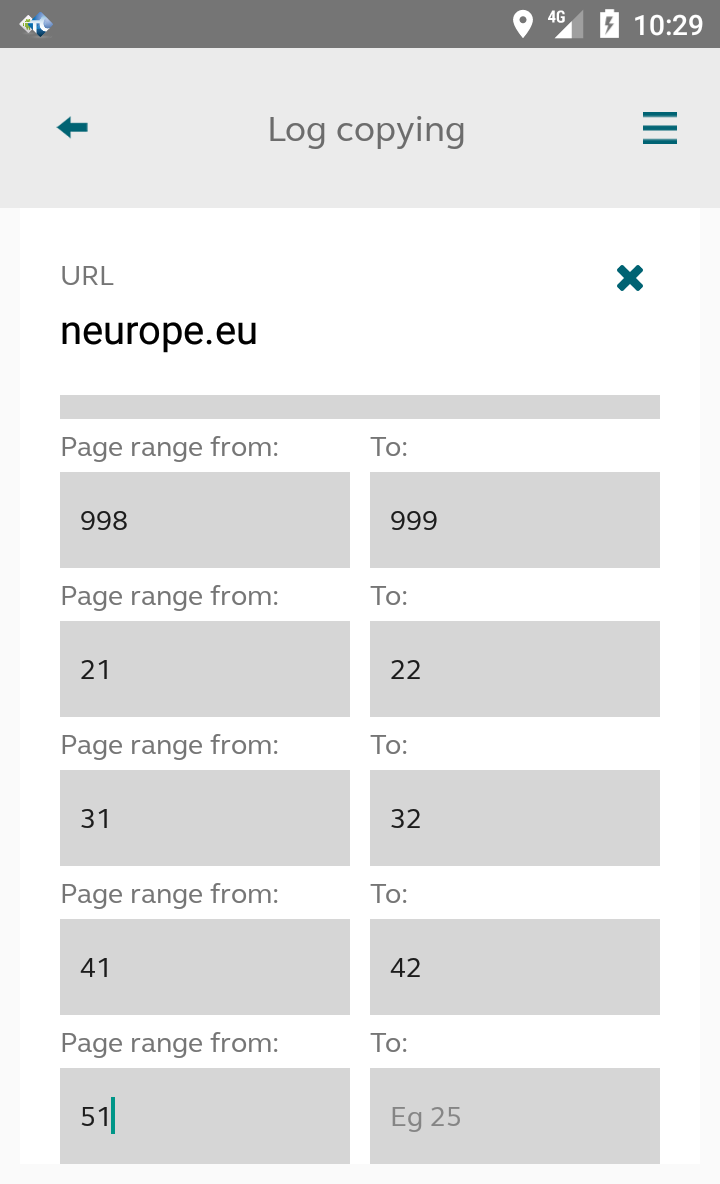 4G 10:29
Log copying
URL
neurope.eu
Page range from: To:
998 999
Page range from: To:
21 22
Page range from: To:
31 32
Page range from: To:
41 42
Page range from: To:
51 Eg 25